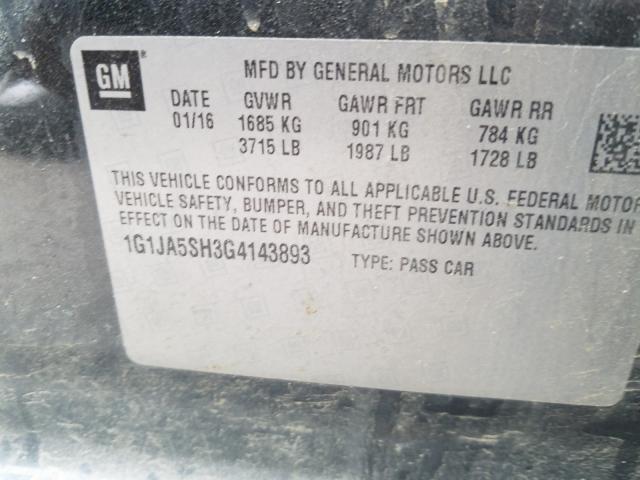 GM ®
MFD BY GENERAL MOTORS LLC
DATE GVWR GAWR FRT GAWR RR
01/16 1685 KG 901 KG 784 KG
3715 LB 1987 LB 1728 LB
THIS VEHICLE CONFORMS TO ALL APPLICABLE U.S. FEDERAL MOTOR
VEHICLE SAFETY, BUMPER, AND THEFT PREVENTION STANDARDS IN
EFFECT ON THE DATE OF MANUFACTURE SHOWN ABOVE.
1G1JA5SH3G4143893 TYPE: PASS CAR